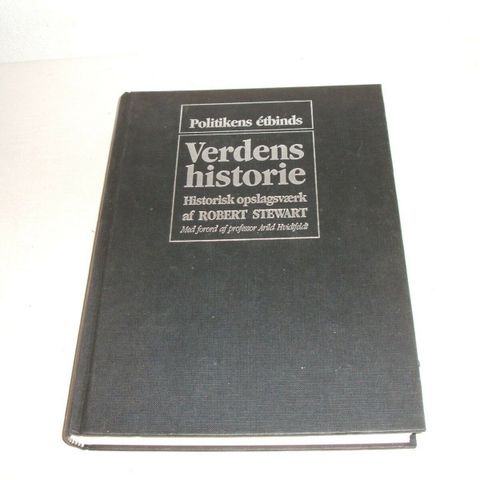 Politikens étbinds
Verdens
historie
Historisk opslagsværk
af ROBERT STEWART
Med forord af professor Arild Hvidtfeldt